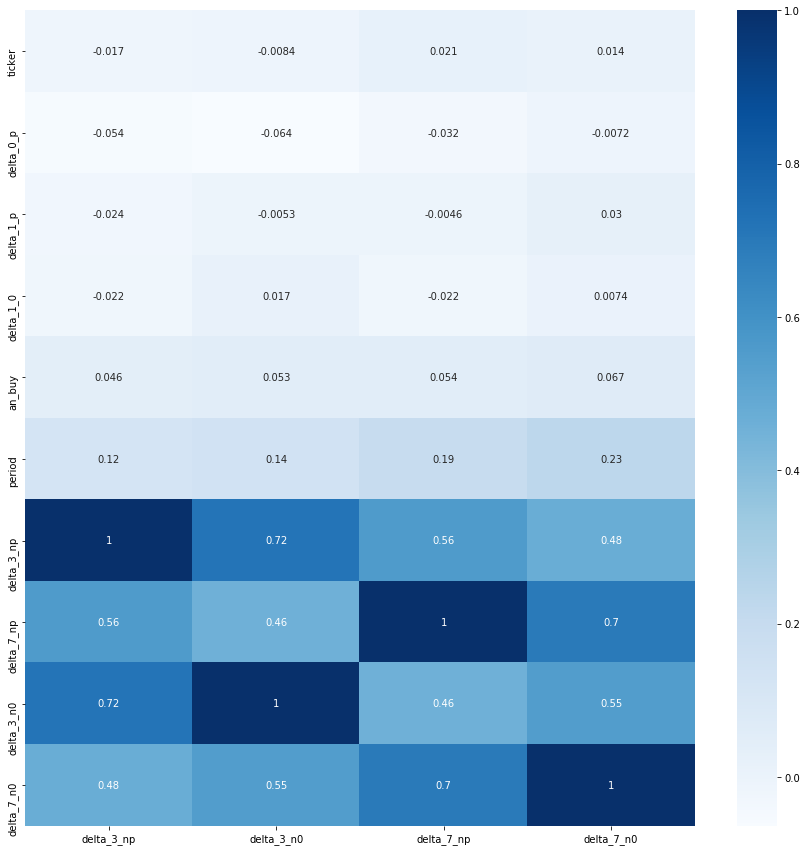 ticker -0.017 -0.0084 0.021 0.014
delta_0_p -0.054 -0.064 -0.032 -0.0072
delta_1_p -0.024 -0.0053 -0.0046 0.03
delta_1_0 -0.022 0.017 -0.022 0.0074
an_buy 0.046 0.053 0.054 0.067
period 0.12 0.14 0.19 0.23
delta_3_np 1 0.72 0.56 0.48
delta_7_np 0.56 0.46 1 0.7
delta_3_n0 0.72 1 0.46 0.55
delta_7_n0 0.48 0.55 0.7 1
delta_3_np delta_3_n0 delta_7_np delta_7_n0
1.0
0.8
0.6
0.4
0.2
0.0